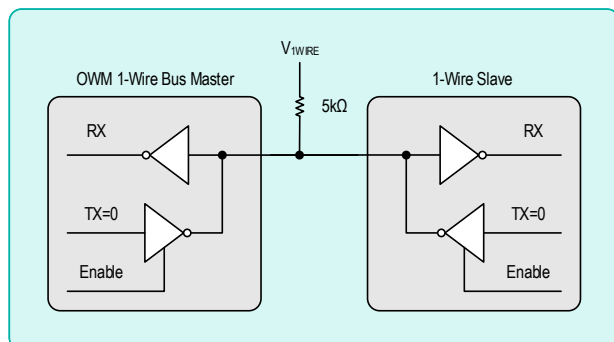 V1WIRE
OWM 1-Wire Bus Master
1-Wire Slave
5kΩ
RX
RX
TX=0
TX=0
Enable
Enable